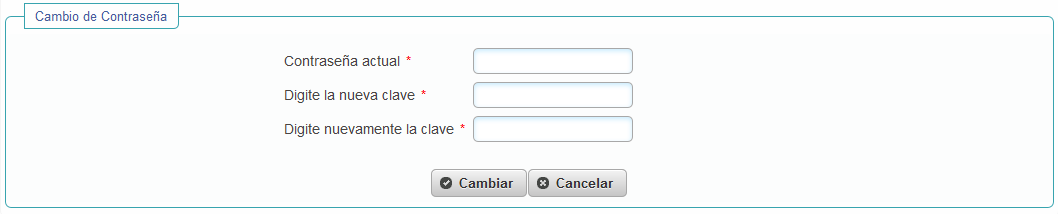 Cambio de Contraseña
Contraseña actual *
Digite la nueva clave *
Digite nuevamente la clave *
Cambiar Cancelar